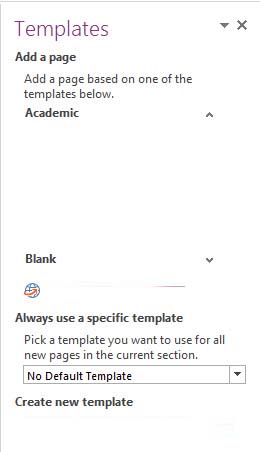 Templates
Add a page
Add a page based on one of the
templates below.
Academic
Blank
Always use a specific template
Pick a template you want to use for all
new pages in the current section.
No Default Template
Create new template